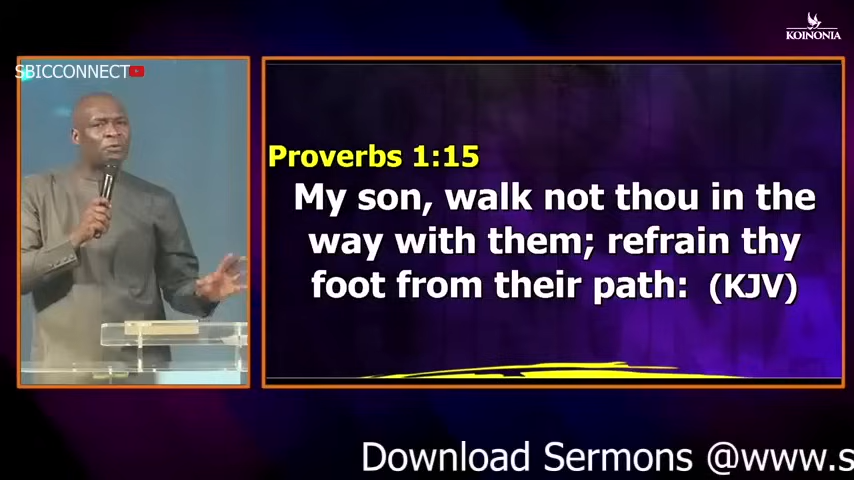 KOINONIA
SBICCONNECT
Proverbs 1:15
My son, walk not thou in the
way with them; refrain thy
foot from their path: (KJV)
Download Sermons @www.s